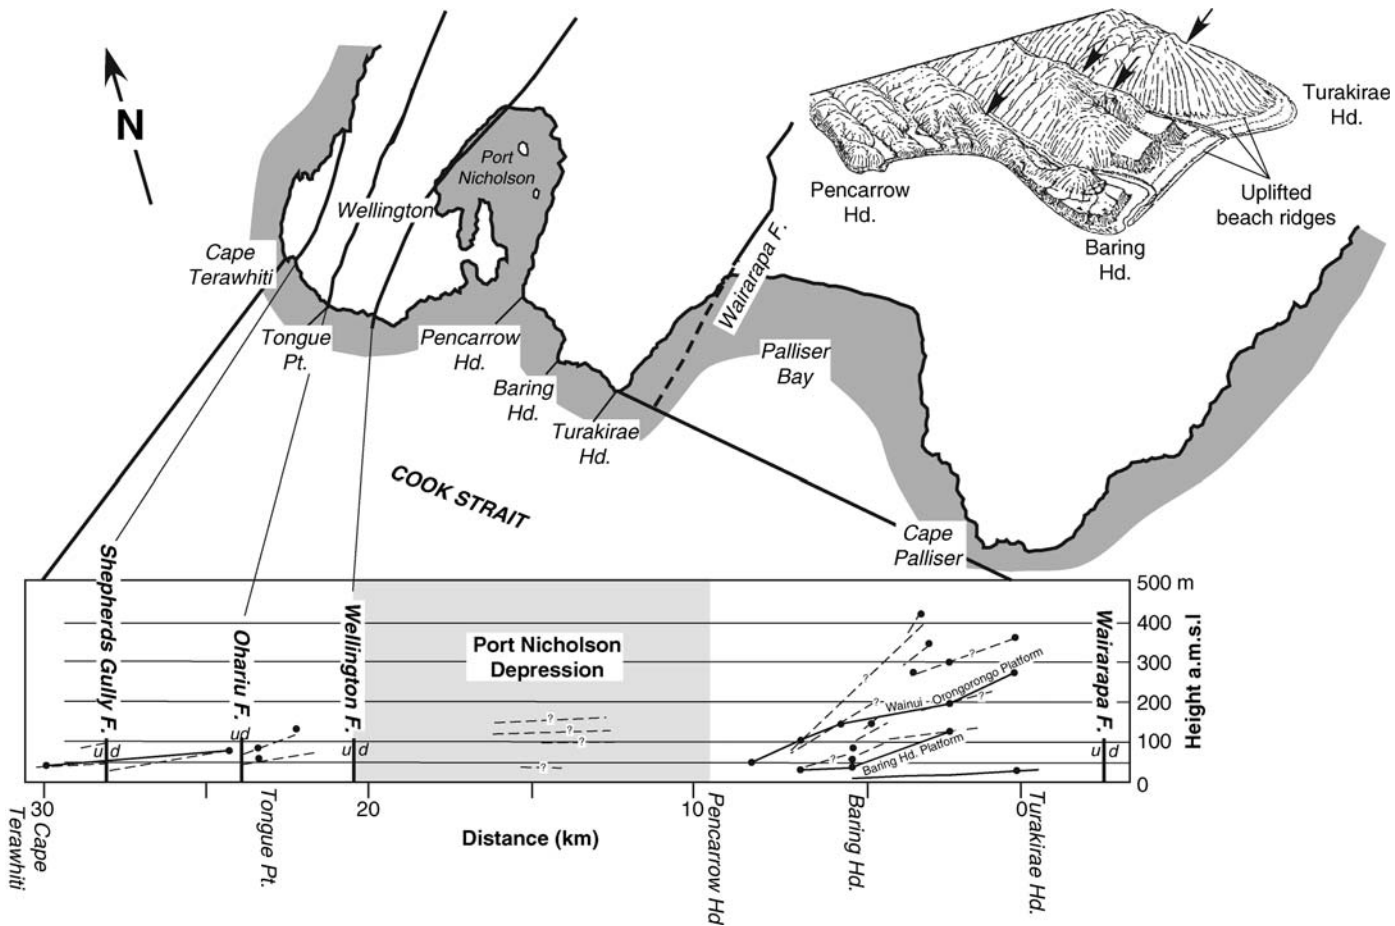 N
Port
Nicholson
Wellington
Cape
Terawhiti
Tongue
Pt.
Pencarrow
Hd.
Baring
Hd.
Turakirae
Hd.
Wairarapa F.
Palliser
Bay
COOK STRAIT
Cape
Palliser
Pencarrow
Hd.
Baring
Hd.
Turakirae
Hd.
Uplifted
beach ridges
Shepherds Gully F.
Ohariu F.
Wellington F.
Port Nicholson
Depression
Wairarapa F.
u d
u d
u d
u d
?
?
?
?
?
?
?
?
?
?
Wainui - Orongorongo Platform
Baring Hd. Platform
500 m
400
300
200
100
0
Height a.m.s.l
30
20
10
0
Distance (km)
Cape
Terawhiti
Tongue Pt.
Pencarrow Hd
Baring Hd.
Turakirae Hd.